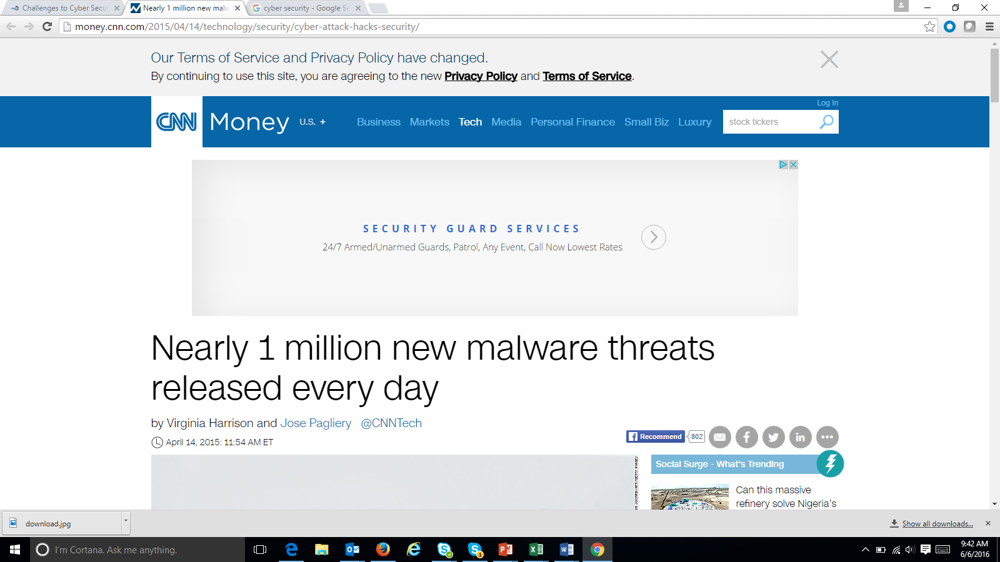 Challenges to Cyber Secu
Nearly 1 million new malw
cyber security - Google Se
money.cnn.com/2015/04/14/technology/security/cyber-attack-hacks-security/
Our Terms of Service and Privacy Policy have changed.
By continuing to use this site, you are agreeing to the new Privacy Policy and Terms of Service.
Log In
CNN Money U.S. + Business Markets Tech Media Personal Finance Small Biz Luxury stock tickers
SECURITY GUARD SERVICES
24/7 Armed/Unarmed Guards, Patrol, Any Event, Call Now Lowest Rates
Nearly 1 million new malware threats
released every day
by Virginia Harrison and Jose Pagliery @CNNTech
April 14, 2015: 11:54 AM ET
Recommend 802
Social Surge - What's Trending
Can this massive
refinery solve Nigeria's
download.jpg
Show all downloads...
I'm Cortana. Ask me anything.
9:42 AM
6/6/2016